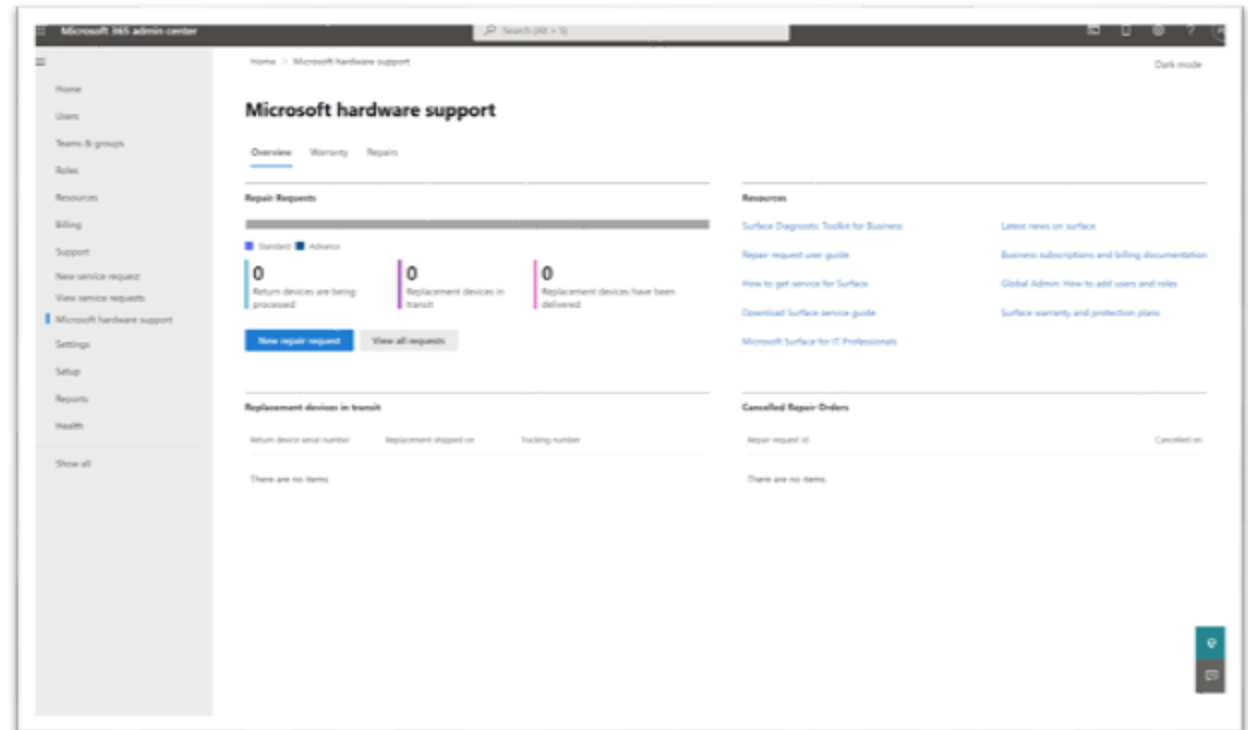 Microsoft 365 admin center
Search (Alt + S)
Home > Microsoft hardware support
Dark mode
Home
Users
Teams & groups
Roles
Resources
Billing
Support
New service request
View service requests
Microsoft hardware support
Settings
Setup
Reports
Health
Show all
Microsoft hardware support
Overview Warranty Repairs
Repair Requests
Standard Advance
0
Return devices are being
processed
0
Replacement devices in
transit
0
Replacement devices have been
delivered
New repair request View all requests
Resources
Surface Diagnostic Toolkit for Business
Repair request user guide
How to get service for Surface
Download Surface service guide
Microsoft Surface for IT Professionals
Latest news on surface
Business subscriptions and billing documentation
Global Admin: How to add users and roles
Surface warranty and protection plans
Replacement devices in transit
Return device serial number Replacement shipped on Tracking number
There are no items
Cancelled Repair Orders
Repair request id Cancelled on
There are no items